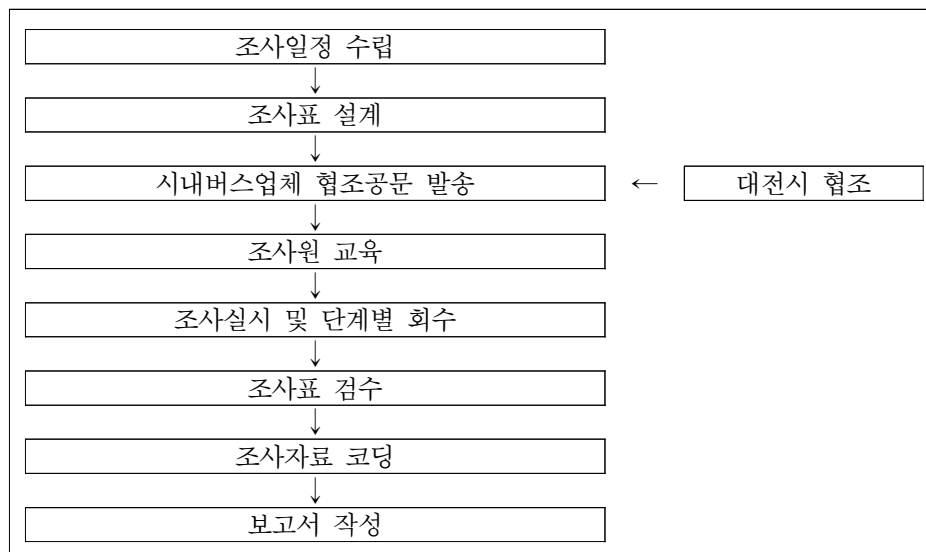 조사일정 수립
↓
조사표 설계
↓
시내버스업체 협조공문 발송 ← 대전시 협조
↓
조사원 교육
↓
조사실시 및 단계별 회수
↓
조사표 검수
↓
조사자료 코딩
↓
보고서 작성